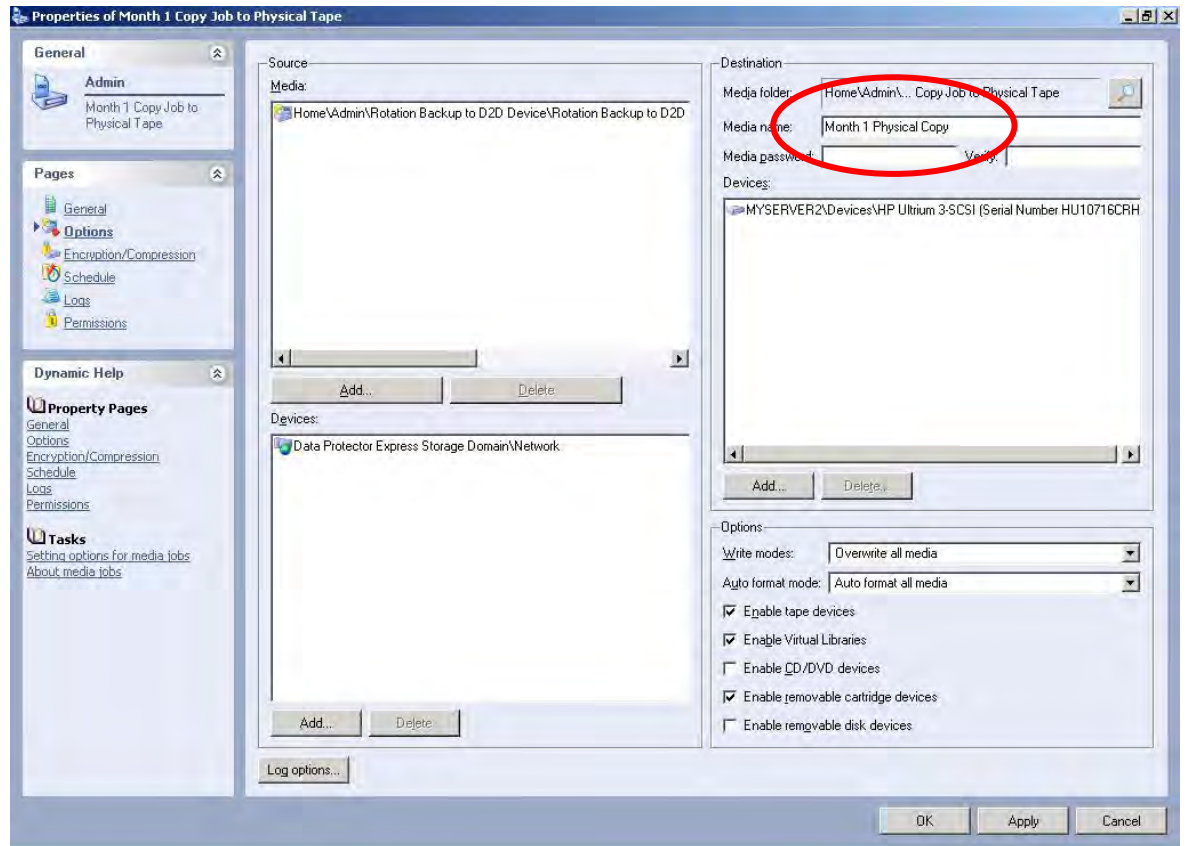 Properties of Month 1 Copy Job to Physical Tape
General
Admin
Month 1 Copy Job to
Physical Tape
Pages
General
Options
Encryption/Compression
Schedule
Logs
Permissions
Dynamic Help
Property Pages
General
Options
Encryption/Compression
Schedule
Logs
Permissions
Tasks
Setting options for media jobs
About media jobs
Source
Media:
Home\Admin\Rotation Backup to D2D Device\Rotation Backup to D2D
Add... Delete
Devices:
Data Protector Express Storage Domain\Network
Add... Delete
Log options...
Destination
Media folder: Home\Admin\... Copy Job to Physical Tape
Media name: Month 1 Physical Copy
Media password: Verify:
Devices:
MYSERVER2\Devices\HP Ultrium 3-SCSI (Serial Number HU10716CRH
Add... Delete..
Options
Write modes: Overwrite all media
Auto format mode: Auto format all media
Enable tape devices
Enable Virtual Libraries
Enable CD/DVD devices
Enable removable cartridge devices
Enable removable disk devices
OK Apply Cancel